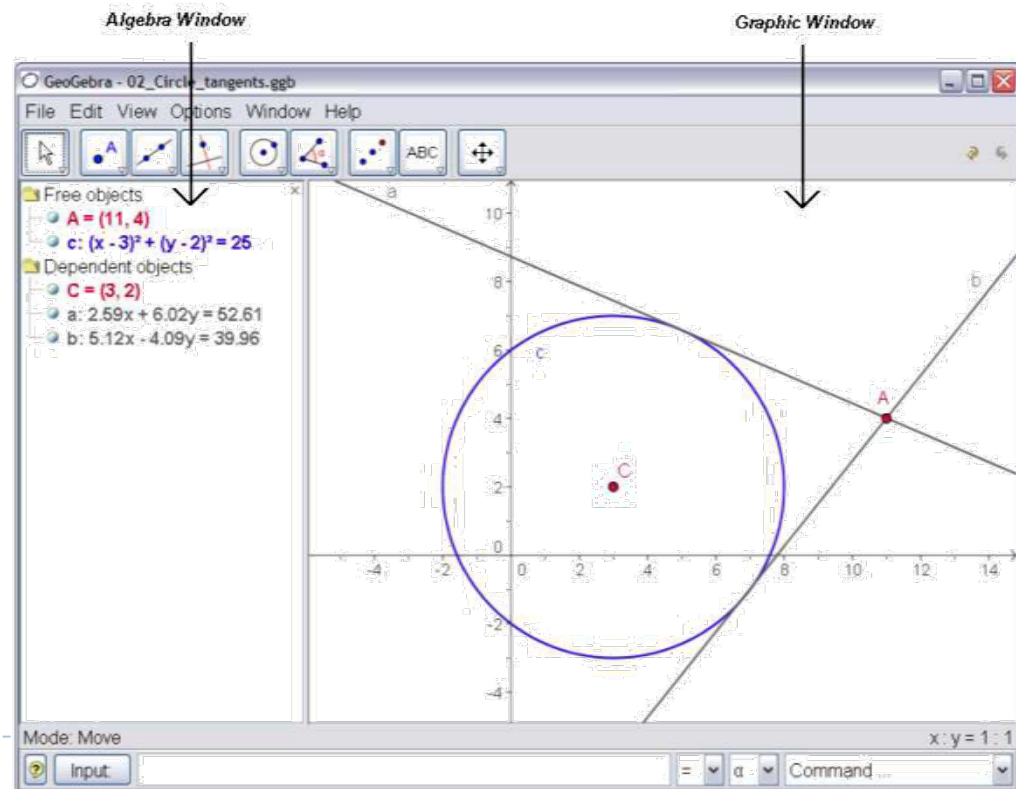 Algebra Window
Graphic Window
GeoGebra - 02_Circle_tangents.ggb
File Edit View Options Window Help
A
α
ABC
Free objects
A = (11, 4)
c: (x - 3)² + (y - 2)² = 25
Dependent objects
C = (3, 2)
a: 2.59x + 6.02y = 52.61
b: 5.12x - 4.09y = 39.96
a
10
8
b
6
c
A
4
C
2
0
-4 -2 0 2 4 6 8 10 12 14
-2
-4
Mode: Move
x : y = 1 : 1
? Input: = α Command ...